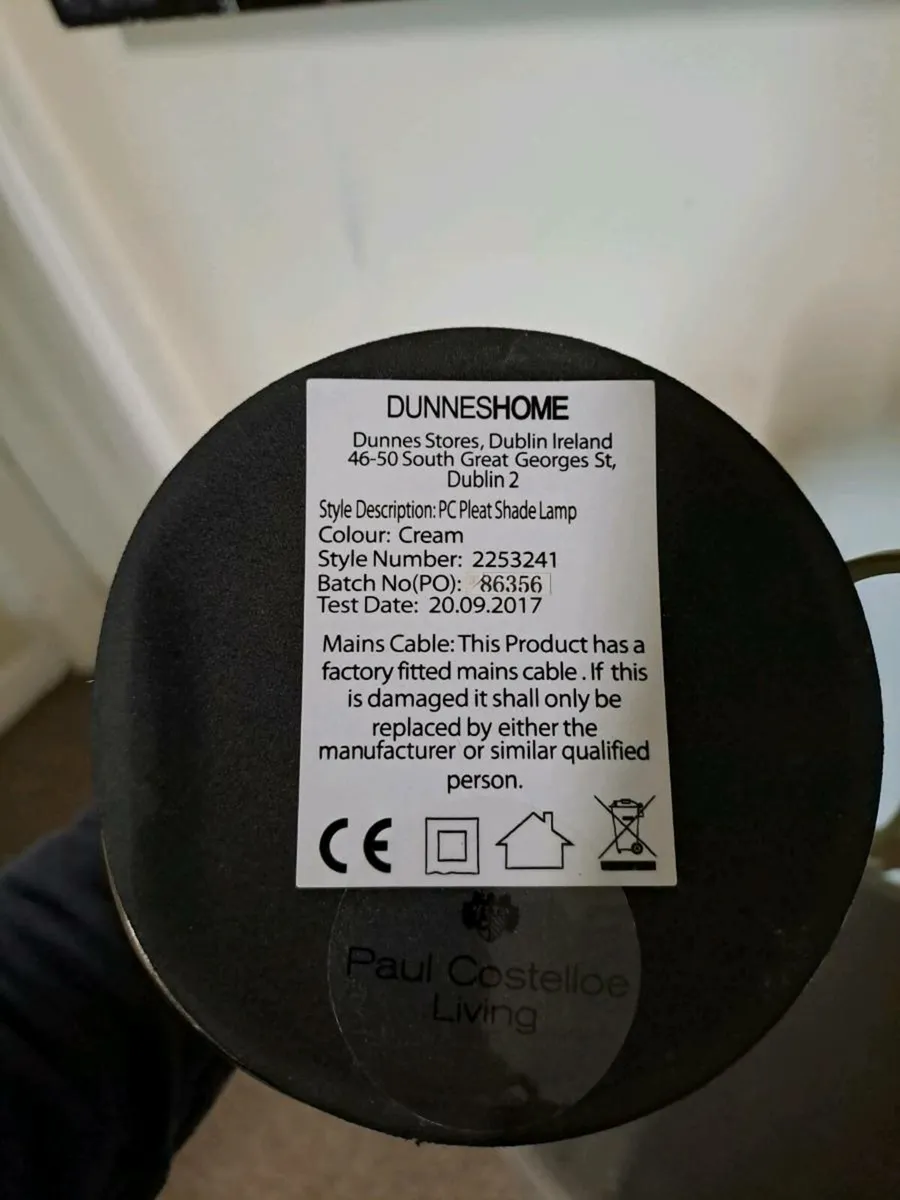 DUNNESHOME
Dunnes Stores, Dublin Ireland
46-50 South Great Georges St,
Dublin 2
Style Description: PC Pleat Shade Lamp
Colour: Cream
Style Number: 2253241
Batch No(PO): 86356
Test Date: 20.09.2017
Mains Cable: This Product has a
factory fitted mains cable . If this
is damaged it shall only be
replaced by either the
manufacturer or similar qualified
person.
CE
Paul Costelloe
Living